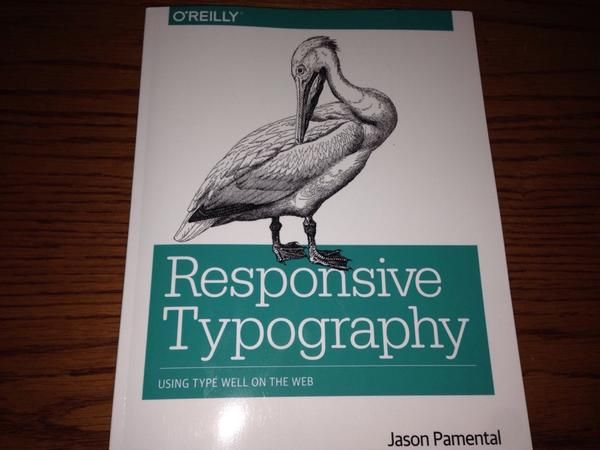 O'REILLY®
Responsive
Typography
USING TYPE WELL ON THE WEB
Jason Pamental